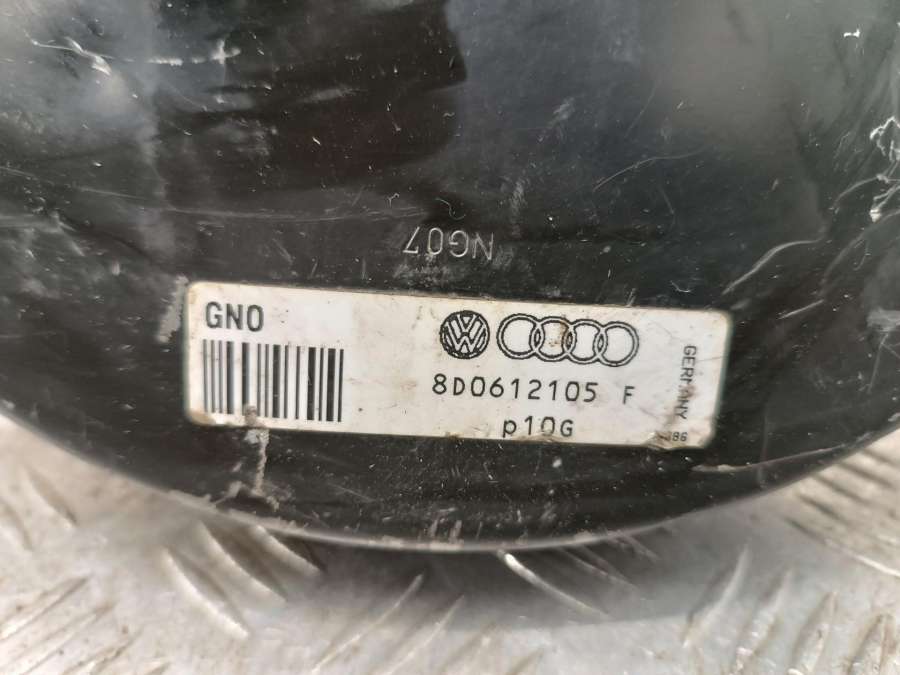 NG07
GNO
8D0612105 F
p10G
GERMANY